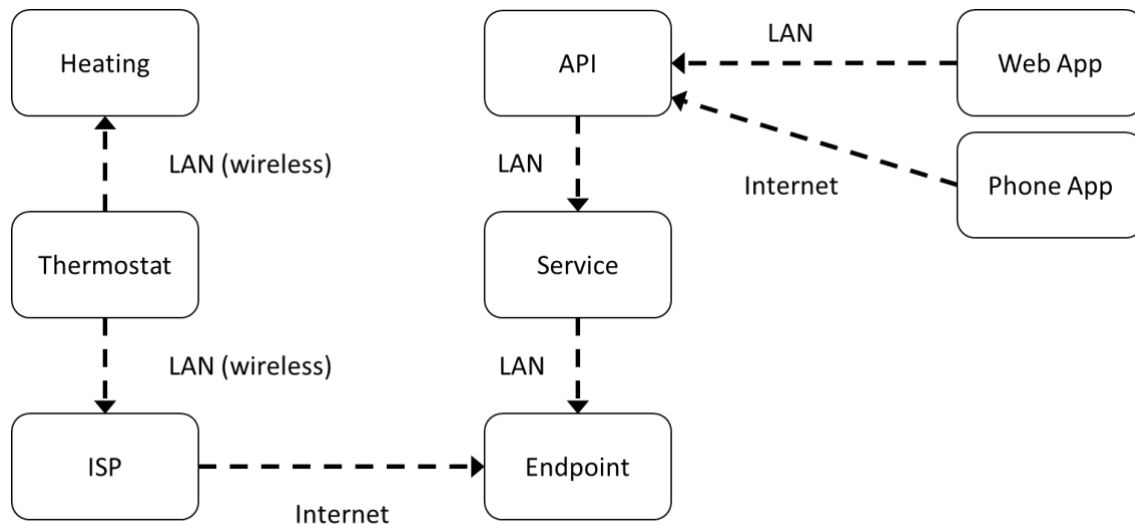 Heating
API
LAN
Web App
LAN (wireless)
LAN
Internet
Phone App
Thermostat
Service
LAN (wireless)
LAN
ISP
Endpoint
Internet